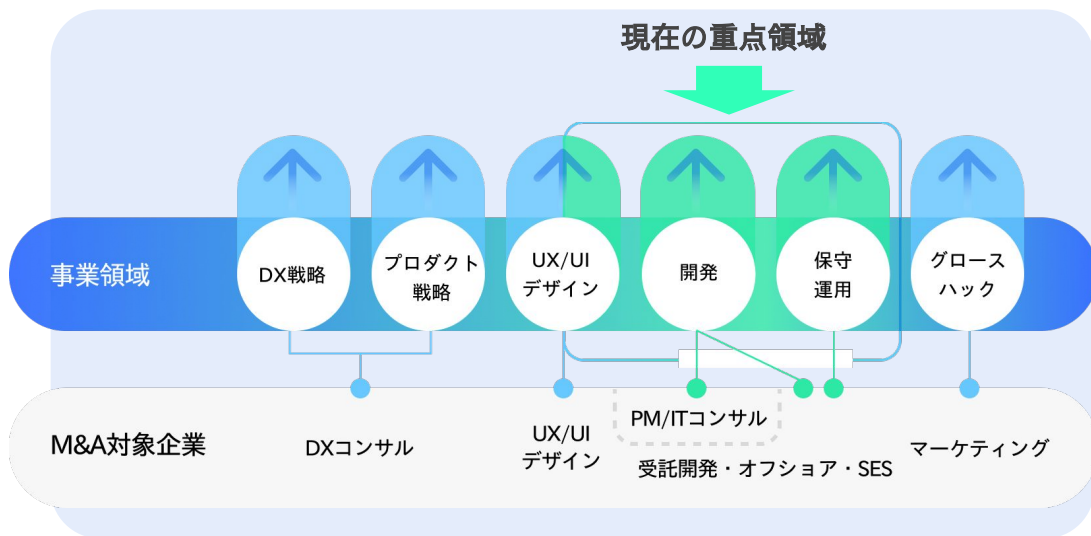 現在の重点領域
事業領域
DX戦略
プロダクト
戦略
UX/UI
デザイン
開発
保守
運用
グロース
ハック
M&A対象企業
DXコンサル
UX/UI
デザイン
PM/ITコンサル
受託開発・オフショア・SES
マーケティング